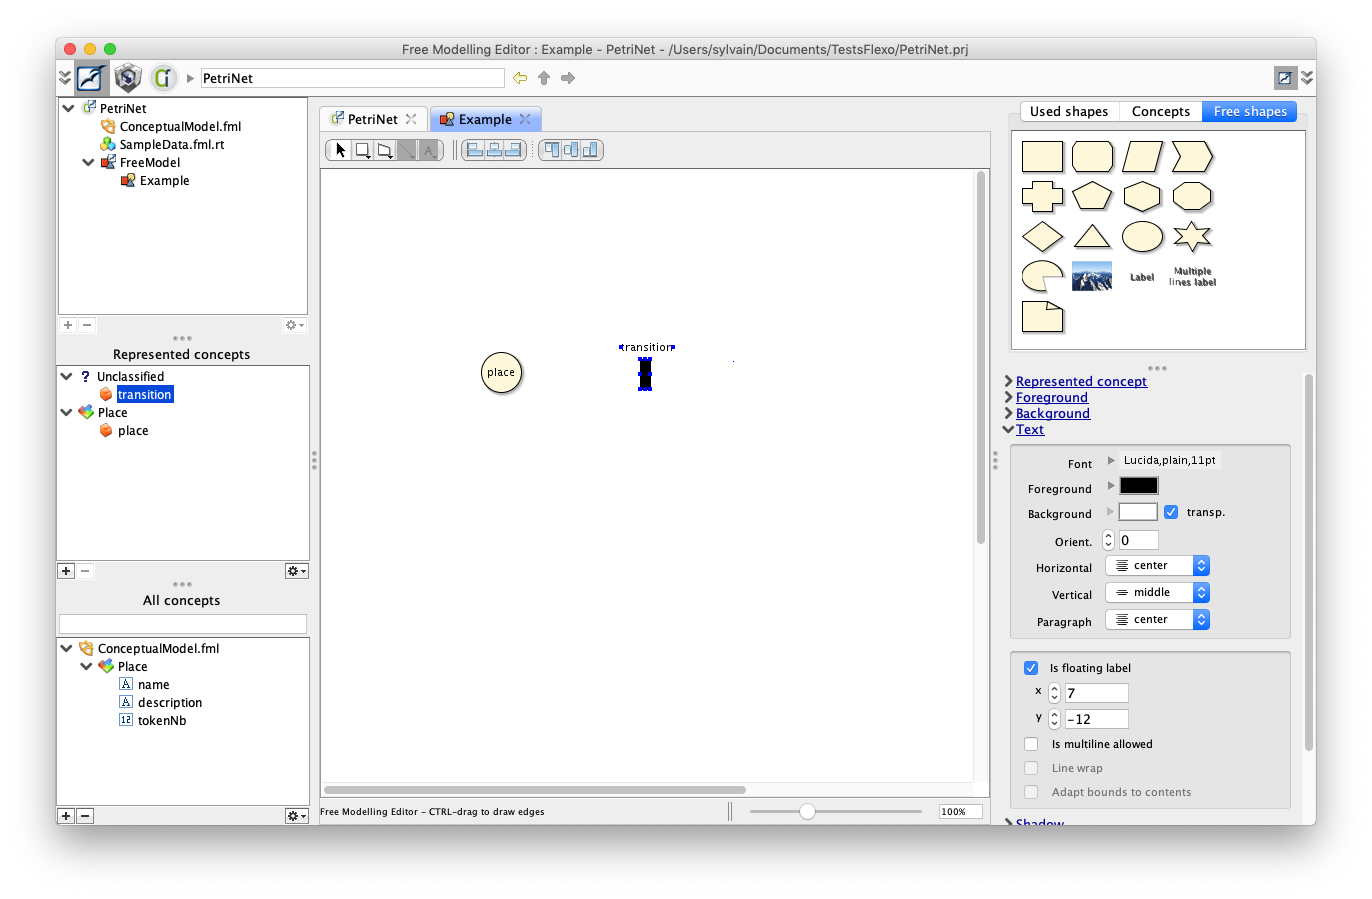 Free Modelling Editor : Example - PetriNet - /Users/sylvain/Documents/TestsFlexo/PetriNet.prj
PetriNet
PetriNet
ConceptualModel.fml
SampleData.fml.rt
FreeModel
Example
Represented concepts
? Unclassified
transition
Place
place
All concepts
ConceptualModel.fml
Place
A name
A description
12 tokenNb
PetriNet
Example
A
place
transition
Free Modelling Editor - CTRL-drag to draw edges
100%
Used shapes
Concepts
Free shapes
Label
Multiple
lines label
Represented concept
Foreground
Background
Text
Font
Lucida,plain,11pt
Foreground
Background
transp.
Orient.
0
Horizontal
center
Vertical
middle
Paragraph
center
Is floating label
x
7
y
-12
Is multiline allowed
Line wrap
Adapt bounds to contents
Shadow